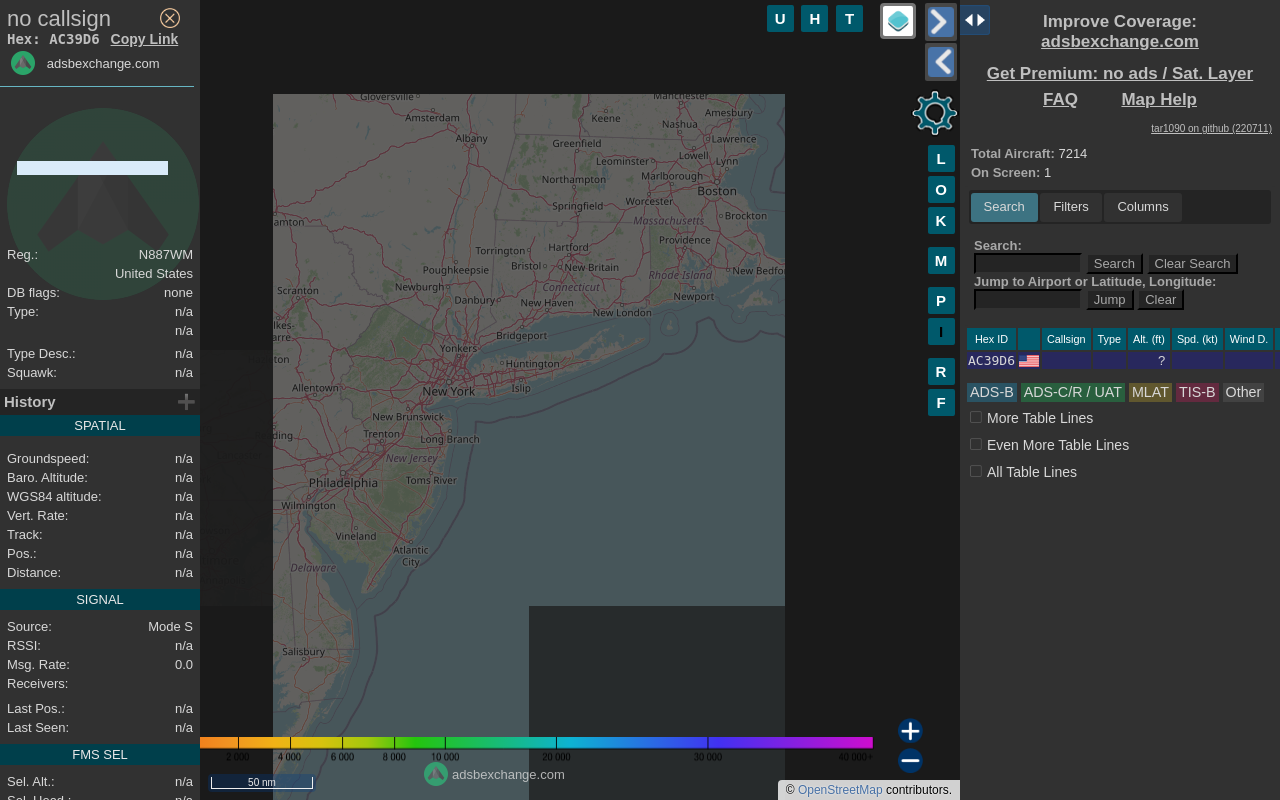 no callsign
Hex: AC39D6 Copy Link
adsbexchange.com
Reg.: N887WM
United States
DB flags: none
Type: n/a
n/a
Type Desc.: n/a
Squawk: n/a
History
SPATIAL
Groundspeed: n/a
Baro. Altitude: n/a
WGS84 altitude: n/a
Vert. Rate: n/a
Track: n/a
Pos.: n/a
Distance: n/a
SIGNAL
Source: Mode S
RSSI: n/a
Msg. Rate: 0.0
Receivers:
Last Pos.: n/a
Last Seen: n/a
FMS SEL
Sel. Alt.: n/a
Sel. Head.: n/a
U H T
L
O
K
M
P
I
R
F
Gloversville
Manchester
Amsterdam
Keene
Amesbury
Nashua
Albany
Greenfield
Lawrence
Leominster
Lowell
Lynn
Northampton
Marlborough
Boston
Springfield
Worcester
Massachusetts
Brockton
Torrington
Hartford
Providence
Poughkeepsie
Bristol
New Britain
Rhode Island
New Bedfo
Scranton
Newburgh
Danbury
Connecticut
New Haven
Newport
New London
Bridgeport
Yonkers
Huntington
Allentown
New York
Islip
New Brunswick
Trenton
Long Branch
New Jersey
Philadelphia
Toms River
Wilmington
Vineland
Atlantic
City
Delaware
Salisbury
2 000 4 000 6 000 8 000 10 000 20 000 30 000 40 000+
adsbexchange.com
50 nm
© OpenStreetMap contributors.
Improve Coverage:
adsbexchange.com
Get Premium: no ads / Sat. Layer
FAQ Map Help
tar1090 on github (220711)
Total Aircraft: 7214
On Screen: 1
Search Filters Columns
Search:
Search Clear Search
Jump to Airport or Latitude, Longitude:
Jump Clear
Hex ID Callsign Type Alt. (ft) Spd. (kt) Wind D.
AC39D6 ?
ADS-B ADS-C/R / UAT MLAT TIS-B Other
More Table Lines
Even More Table Lines
All Table Lines